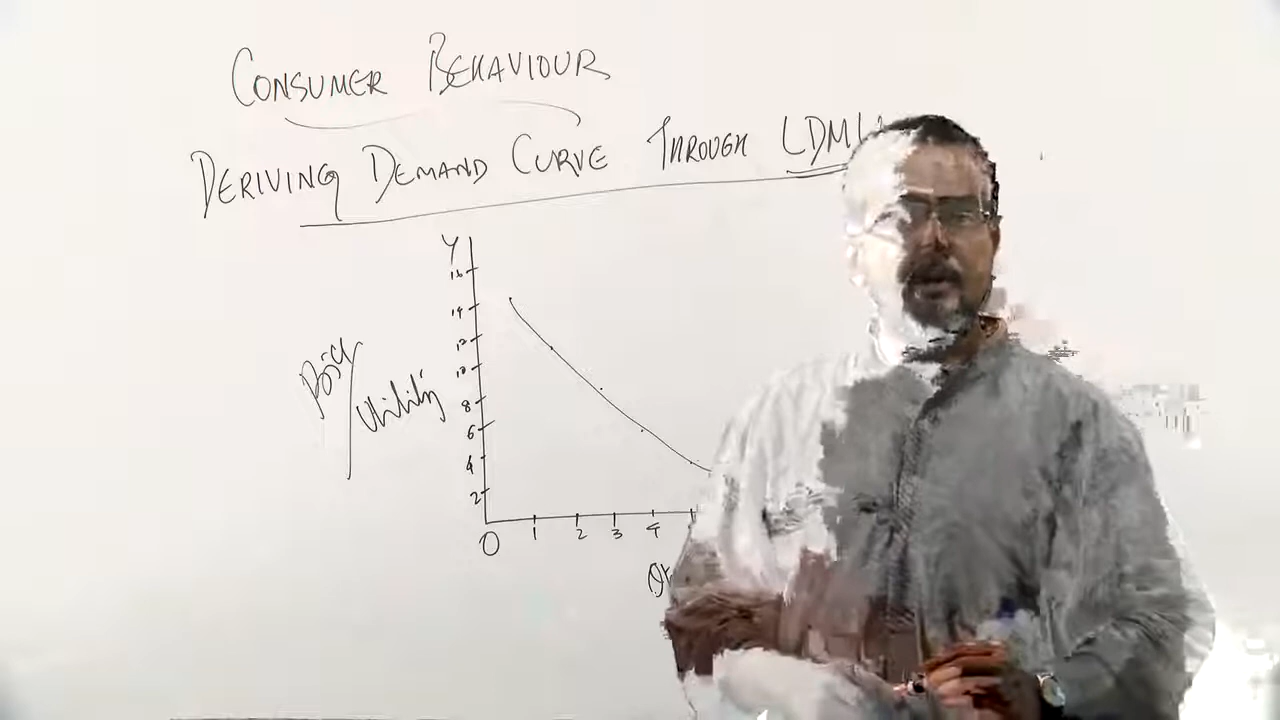 CONSUMER BEHAVIOUR
DERIVING DEMAND CURVE THROUGH LDMU
Y
16
14
12
10
8
6
4
2
Utility
0 1 2 3 4
Qt